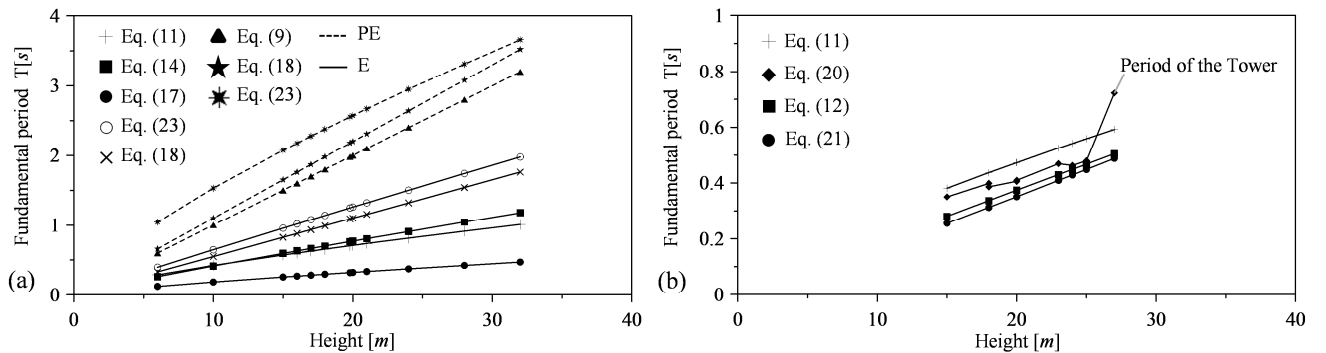 (a)
Fundamental period T[s]
4
3
2
1
0
0 10 20 30 40
Height [m]
Eq. (11)
Eq. (14)
Eq. (17)
Eq. (23)
Eq. (18)
Eq. (9)
Eq. (18)
Eq. (23)
PE
E
(b)
Fundamental period T[s]
1
0.8
0.6
0.4
0.2
0
0 10 20 30 40
Height [m]
Eq. (11)
Eq. (20)
Eq. (12)
Eq. (21)
Period of the Tower